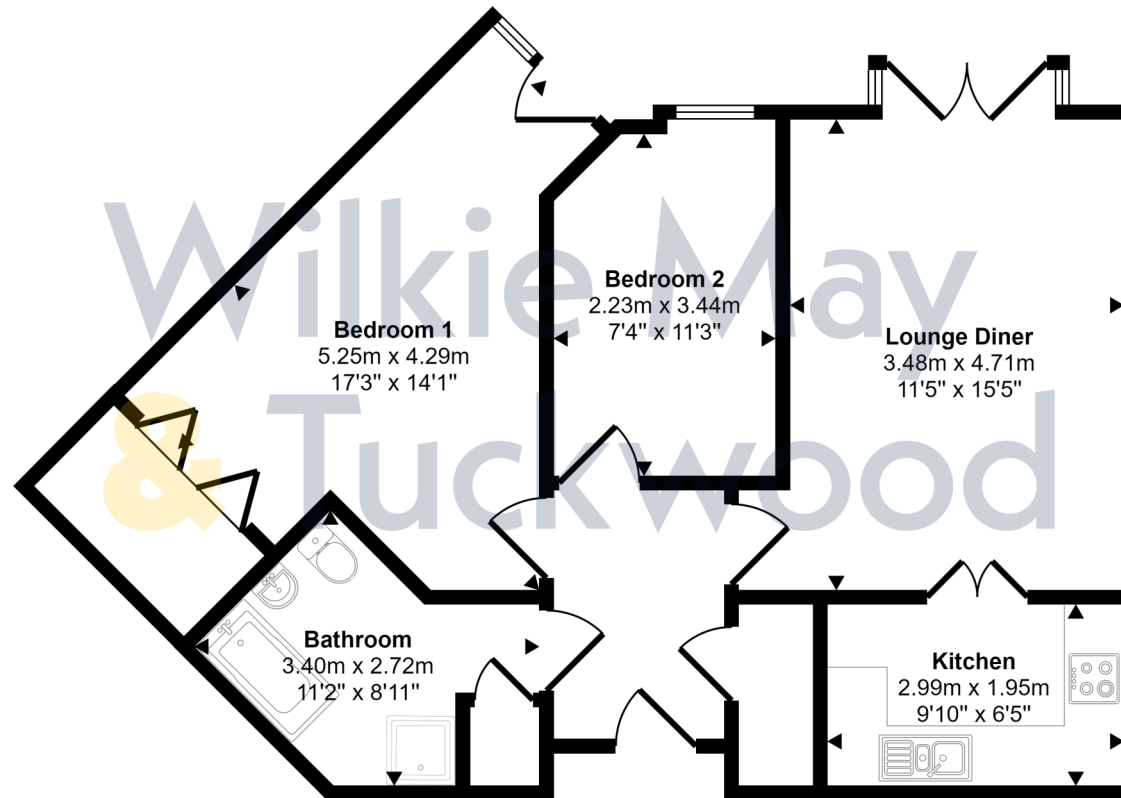 Wilkie May
& Tuckwood
Bedroom 1
5.25m x 4.29m
17'3" x 14'1"
Bedroom 2
2.23m x 3.44m
7'4" x 11'3"
Lounge Diner
3.48m x 4.71m
11'5" x 15'5"
Bathroom
3.40m x 2.72m
11'2" x 8'11"
Kitchen
2.99m x 1.95m
9'10" x 6'5"